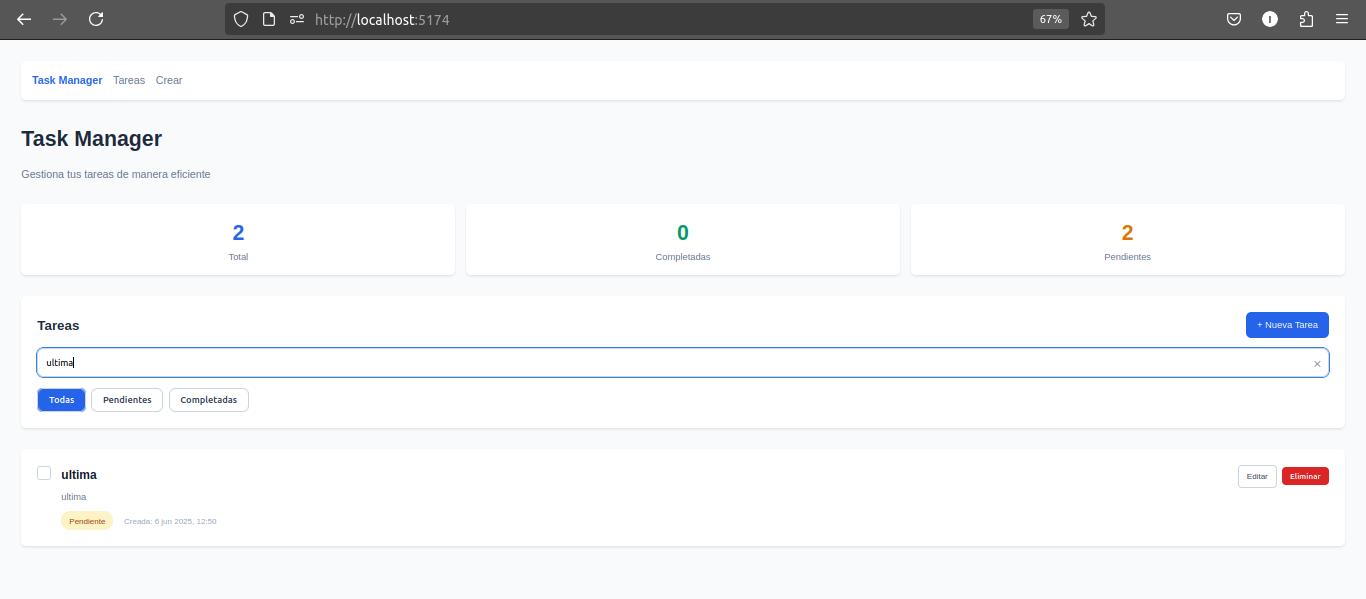 http://localhost:5174 67%
Task Manager Tareas Crear
Task Manager
Gestiona tus tareas de manera eficiente
2 0 2
Total Completadas Pendientes
Tareas + Nueva Tarea
ultima ×
Todas Pendientes Completadas
ultima Editar Eliminar
ultima
Pendiente Creada: 6 jun 2025, 12:50